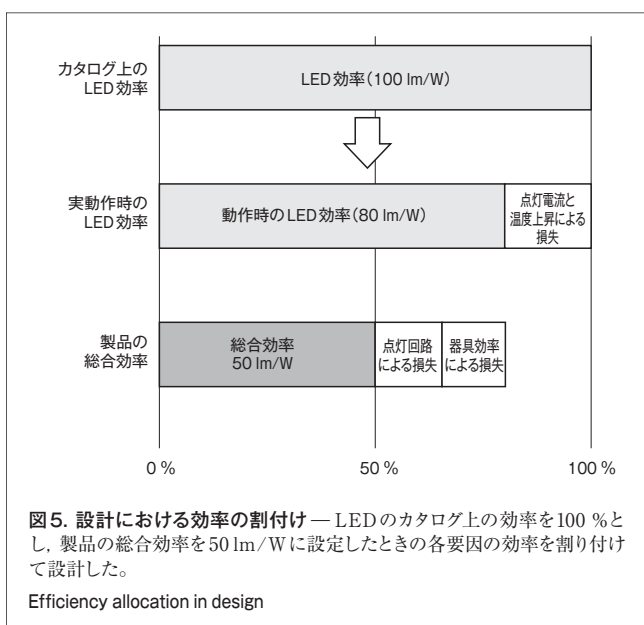 カタログ上の
LED効率
LED効率（100 lm/W）
実動作時の
LED効率
動作時のLED効率（80 lm/W）
点灯電流と
温度上昇による
損失
製品の
総合効率
総合効率
50 lm/W
点灯回路
による損失
器具効率
による損失
0 %
50 %
100 %
図5. 設計における効率の割付け — LEDのカタログ上の効率を100 %と
し，製品の総合効率を50 lm/Wに設定したときの各要因の効率を割り付け
て設計した。
Efficiency allocation in design